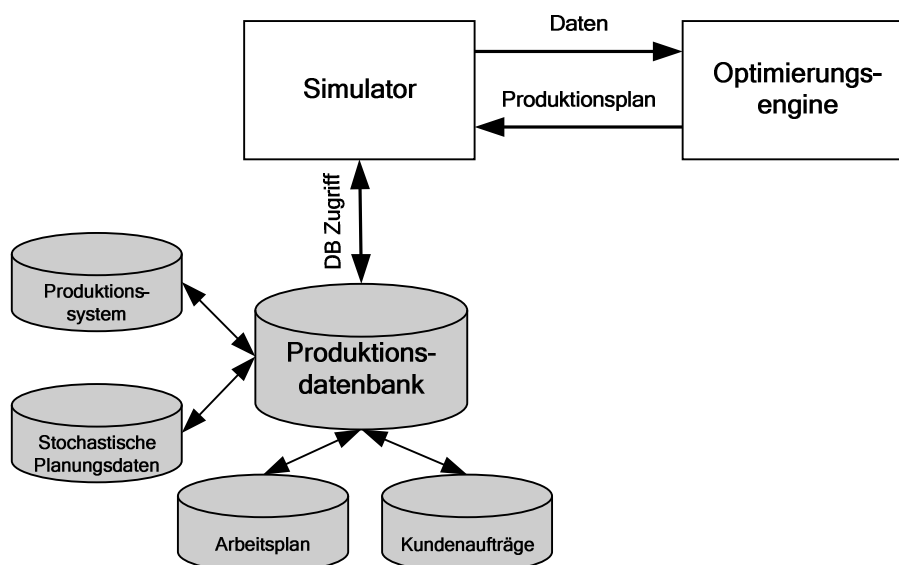 Daten
Simulator
Optimierungs-
engine
Produktionsplan
DB Zugriff
Produktions-
system
Produktions-
datenbank
Stochastische
Planungsdaten
Arbeitsplan
Kundenaufträge